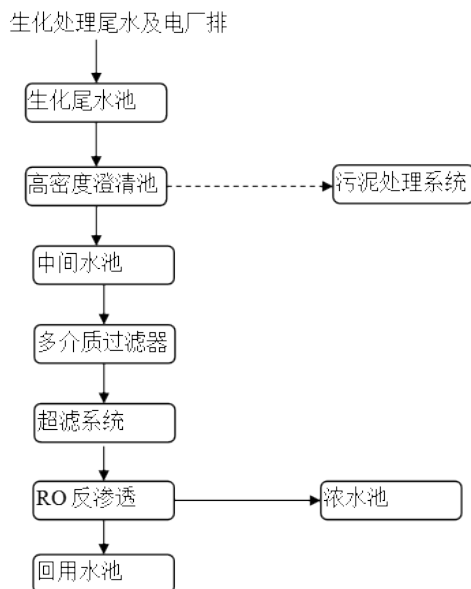 生化处理尾水及电厂排
生化尾水池
高密度澄清池
污泥处理系统
中间水池
多介质过滤器
超滤系统
RO反渗透
浓水池
回用水池